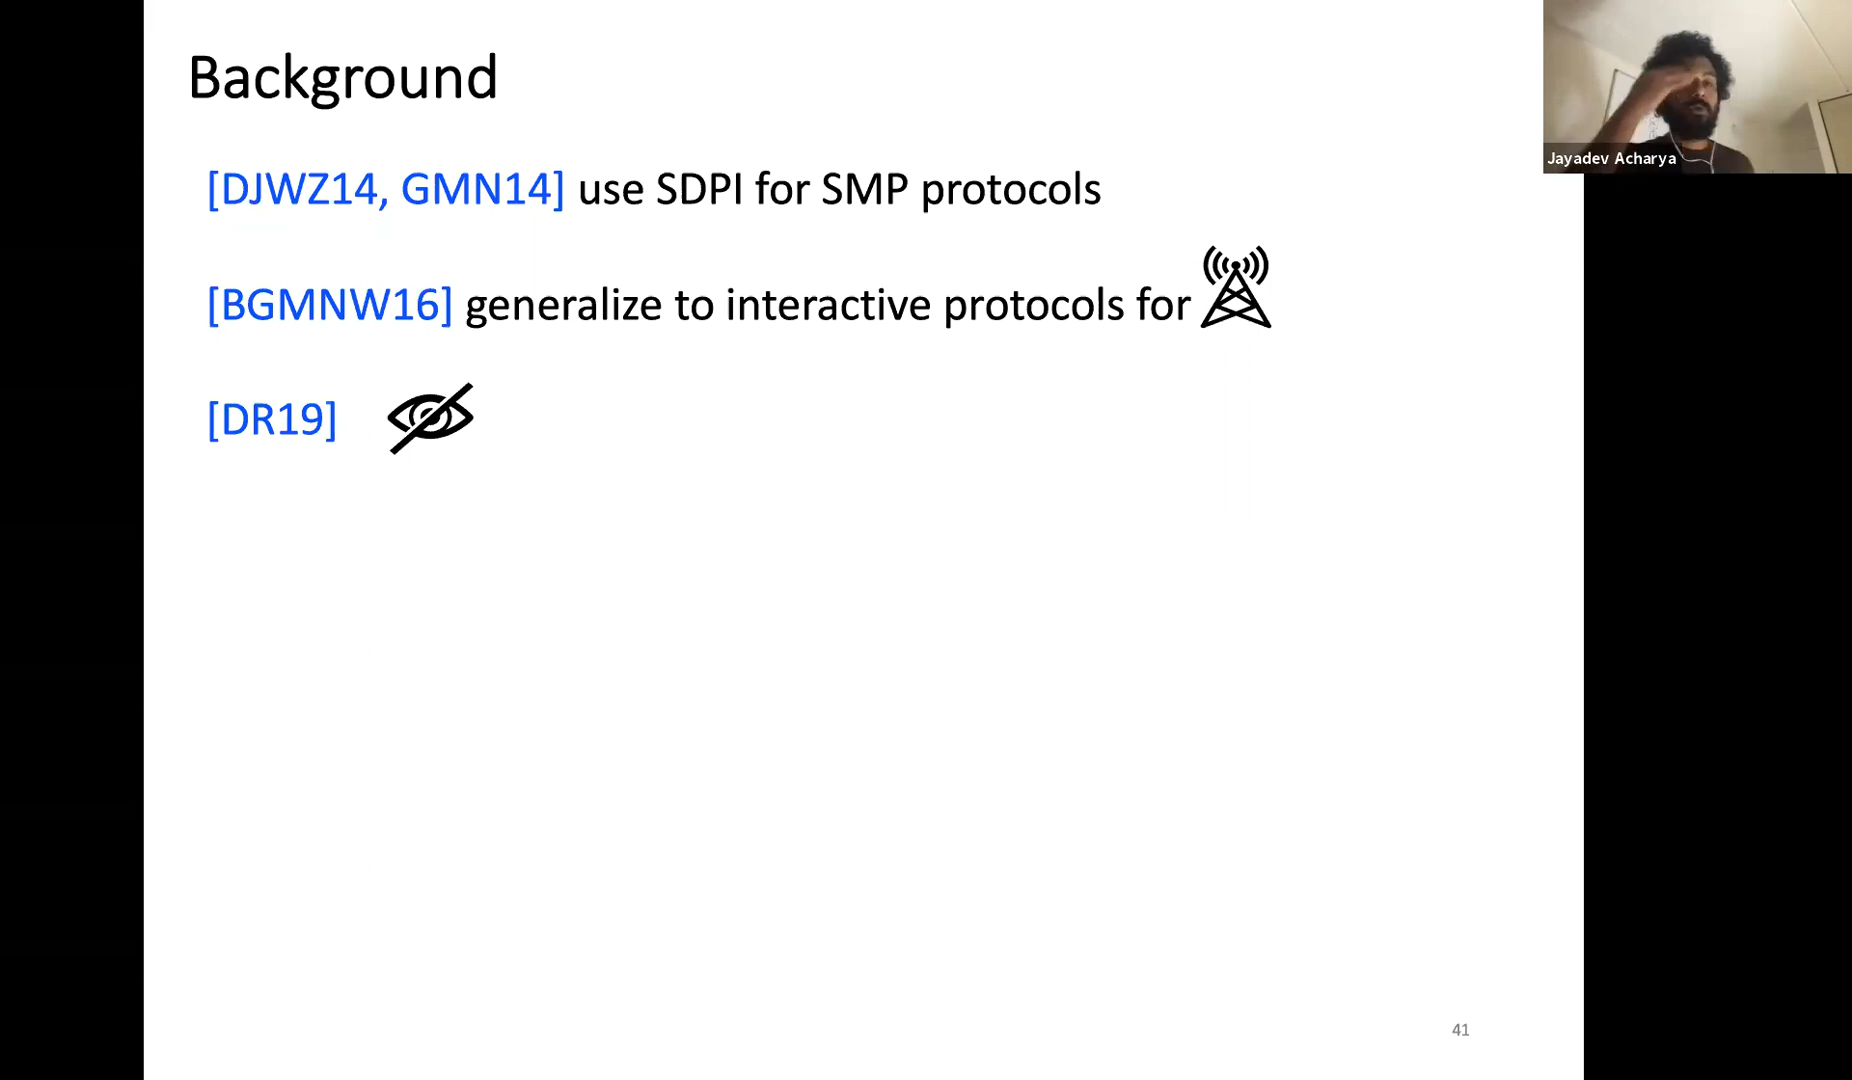 Background
[DJWZ14, GMN14] use SDPI for SMP protocols
[BGMNW16] generalize to interactive protocols for
[DR19]
41
Jayadev Acharya